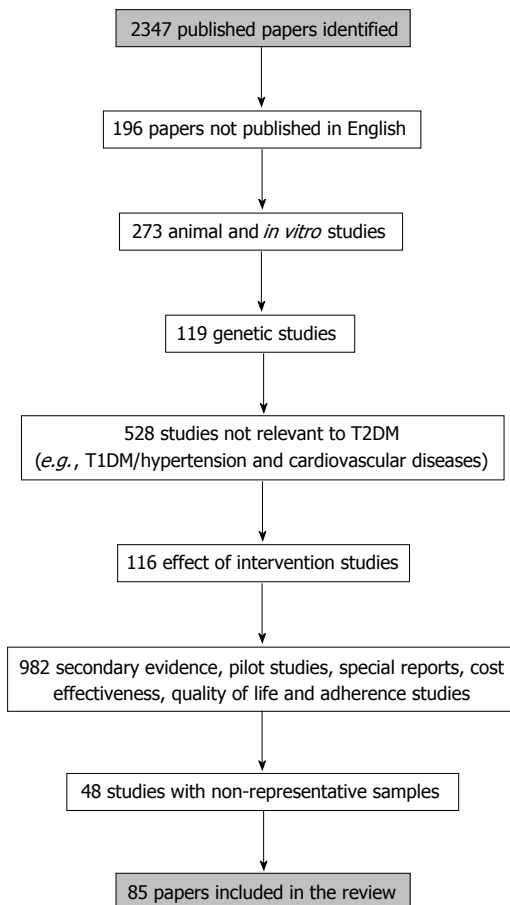 2347 published papers identified
196 papers not published in English
273 animal and in vitro studies
119 genetic studies
528 studies not relevant to T2DM
(e.g., T1DM/hypertension and cardiovascular diseases)
116 effect of intervention studies
982 secondary evidence, pilot studies, special reports, cost
effectiveness, quality of life and adherence studies
48 studies with non-representative samples
85 papers included in the review